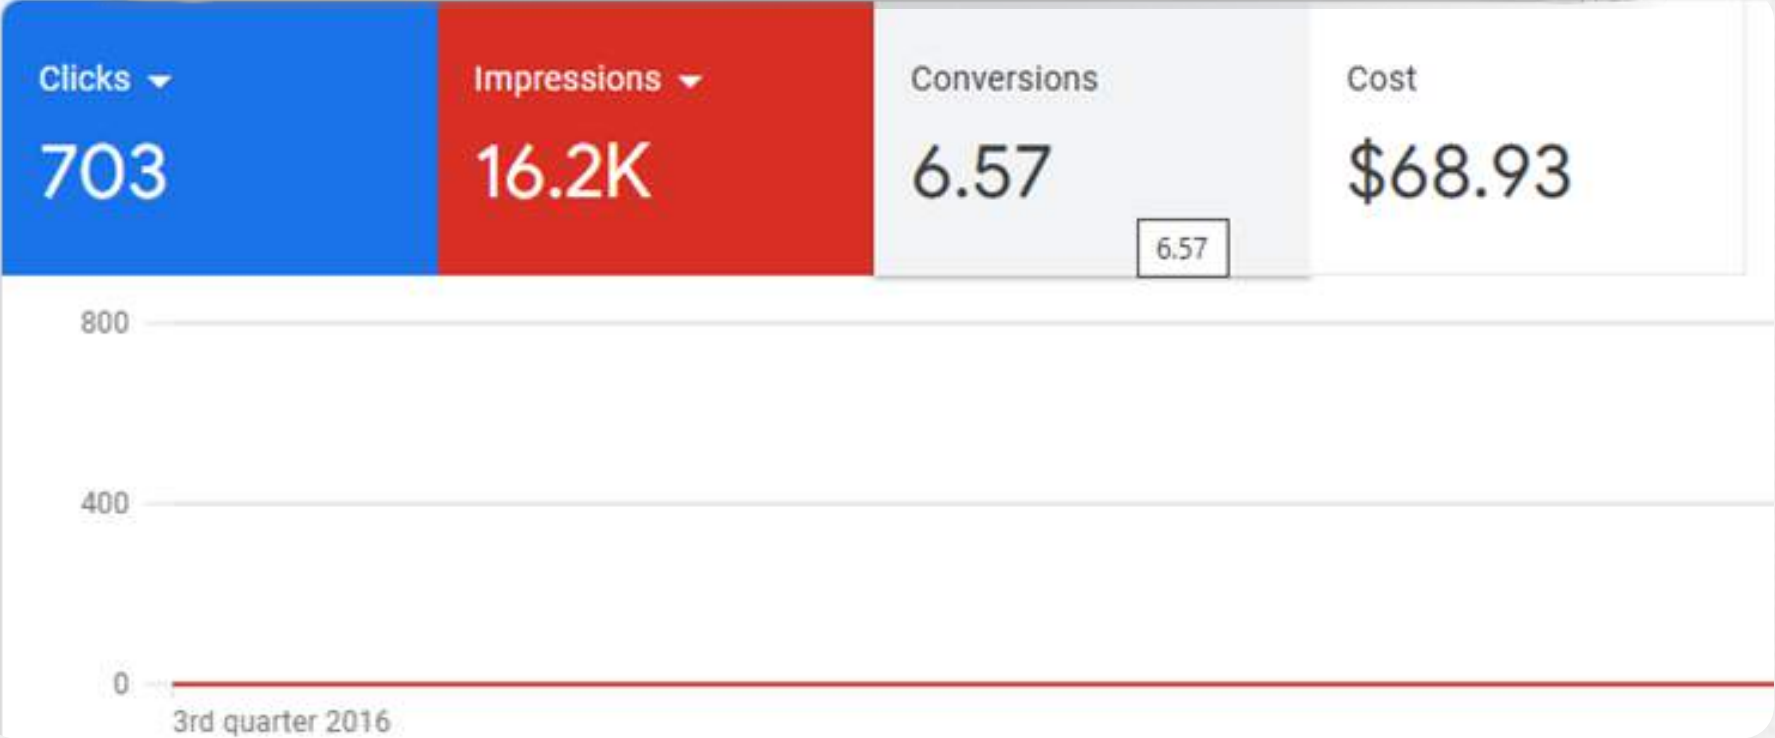 Clicks
Impressions
Conversions
Cost
703
16.2K
6.57
$68.93
6.57
800
400
0
3rd quarter 2016